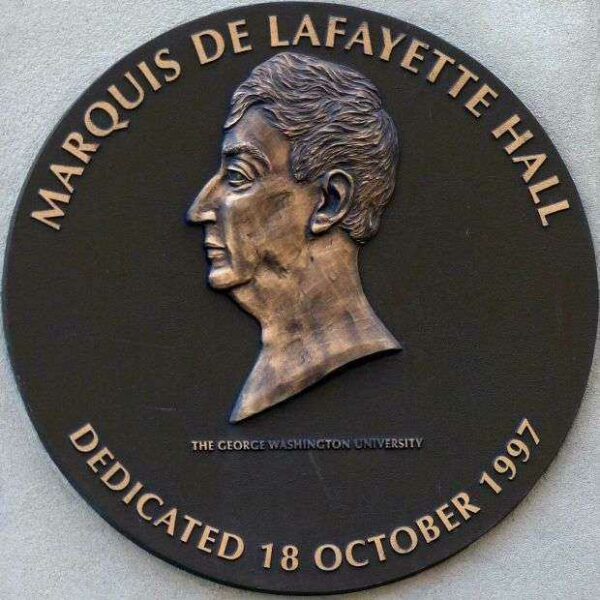 MARQUIS DE LAFAYETTE HALL
THE GEORGE WASHINGTON UNIVERSITY
DEDICATED 18 OCTOBER 1997